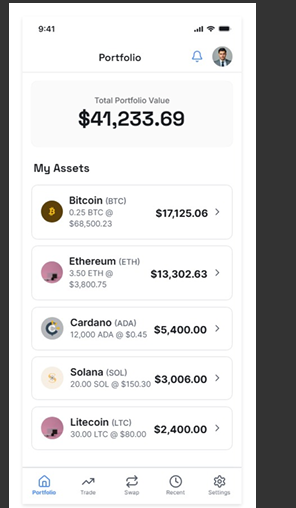 9:41
Portfolio
Total Portfolio Value
$41,233.69
My Assets
Bitcoin (BTC)
0.25 BTC @
$68,500.23
$17,125.06
Ethereum (ETH)
3.50 ETH @
$3,800.75
$13,302.63
Cardano (ADA)
12,000 ADA @ $0.45
$5,400.00
Solana (SOL)
20.00 SOL @ $150.30
$3,006.00
Litecoin (LTC)
30.00 LTC @ $80.00
$2,400.00
Portfolio
Trade
Swap
Recent
Settings